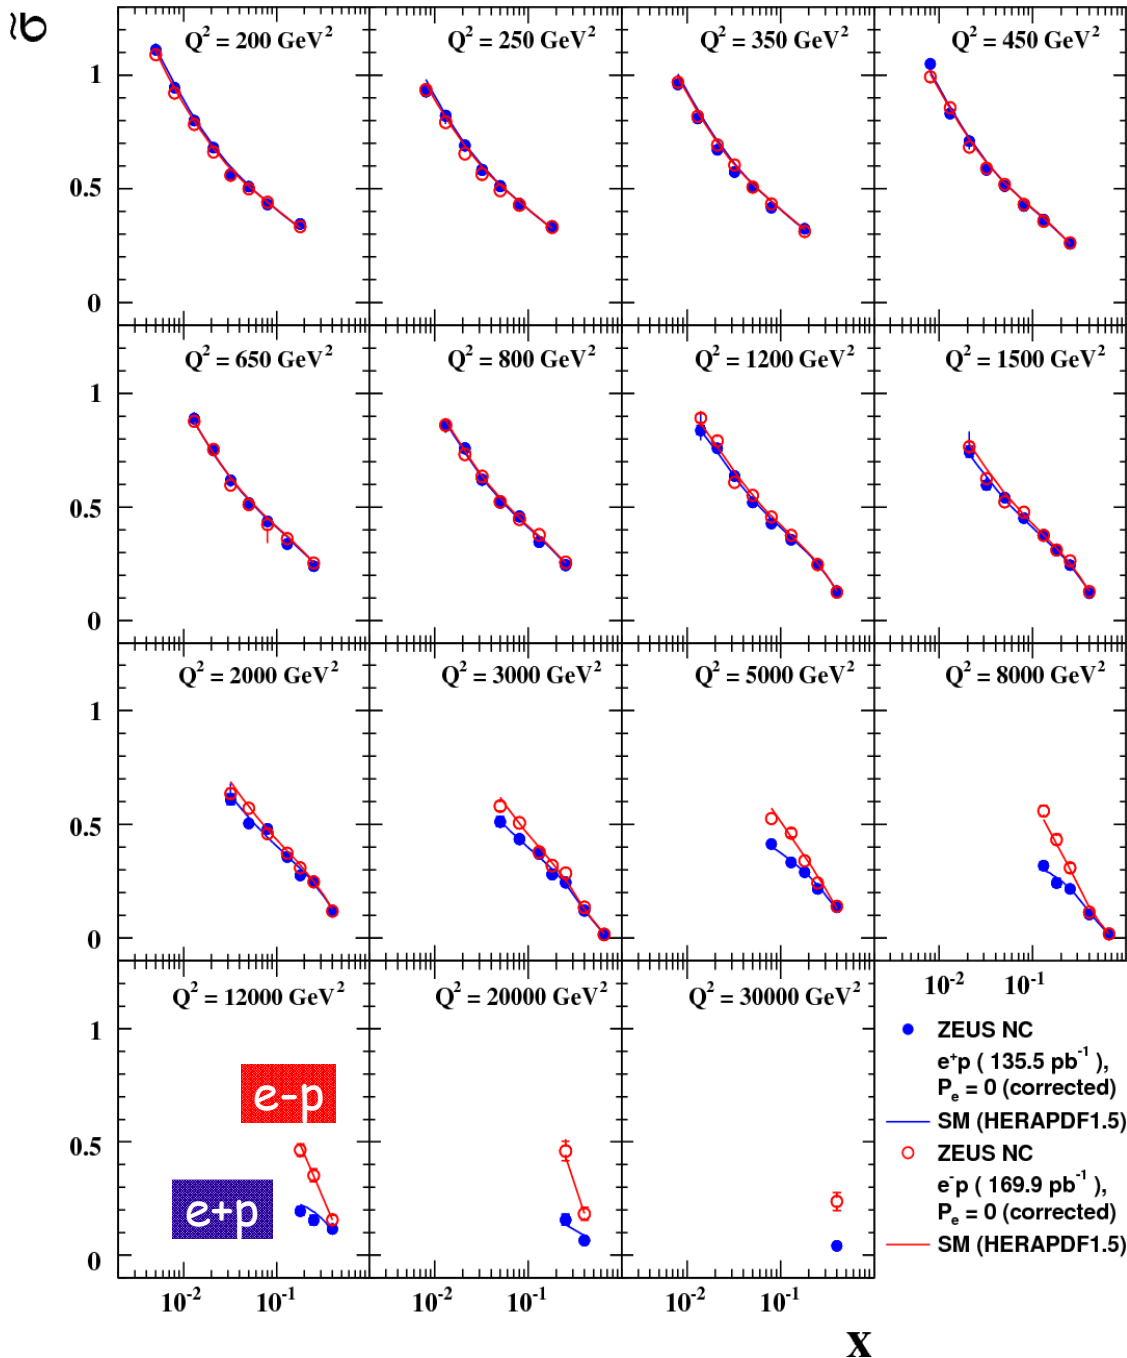 σ̃
Q² = 200 GeV²
Q² = 250 GeV²
Q² = 350 GeV²
Q² = 450 GeV²
1
0.5
0
Q² = 650 GeV²
Q² = 800 GeV²
Q² = 1200 GeV²
Q² = 1500 GeV²
1
0.5
0
Q² = 2000 GeV²
Q² = 3000 GeV²
Q² = 5000 GeV²
Q² = 8000 GeV²
1
0.5
0
10⁻² 10⁻¹
Q² = 12000 GeV²
Q² = 20000 GeV²
Q² = 30000 GeV²
1
0.5
0
e-p
e+p
10⁻² 10⁻¹
10⁻² 10⁻¹
10⁻² 10⁻¹
ZEUS NC
e⁺p ( 135.5 pb⁻¹ ),
Pₑ = 0 (corrected)
SM (HERAPDF1.5)
ZEUS NC
e⁻p ( 169.9 pb⁻¹ ),
Pₑ = 0 (corrected)
SM (HERAPDF1.5)
x